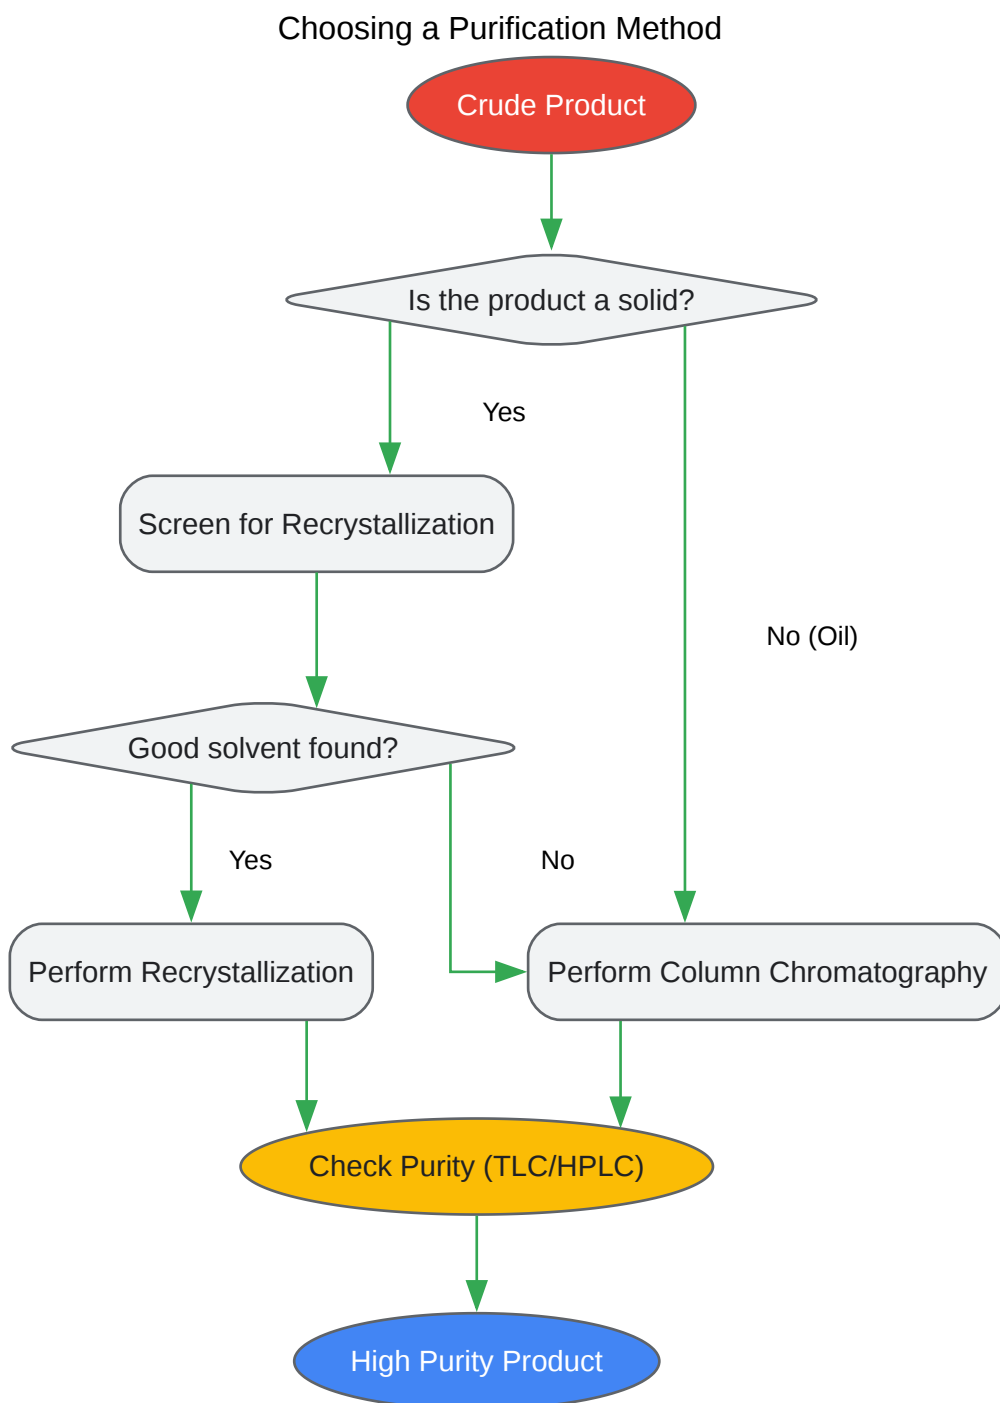 Choosing a Purification Method
Crude Product
Is the product a solid?
Yes
Screen for Recrystallization
No (Oil)
Good solvent found?
Yes
No
Perform Recrystallization
Perform Column Chromatography
Check Purity (TLC/HPLC)
High Purity Product